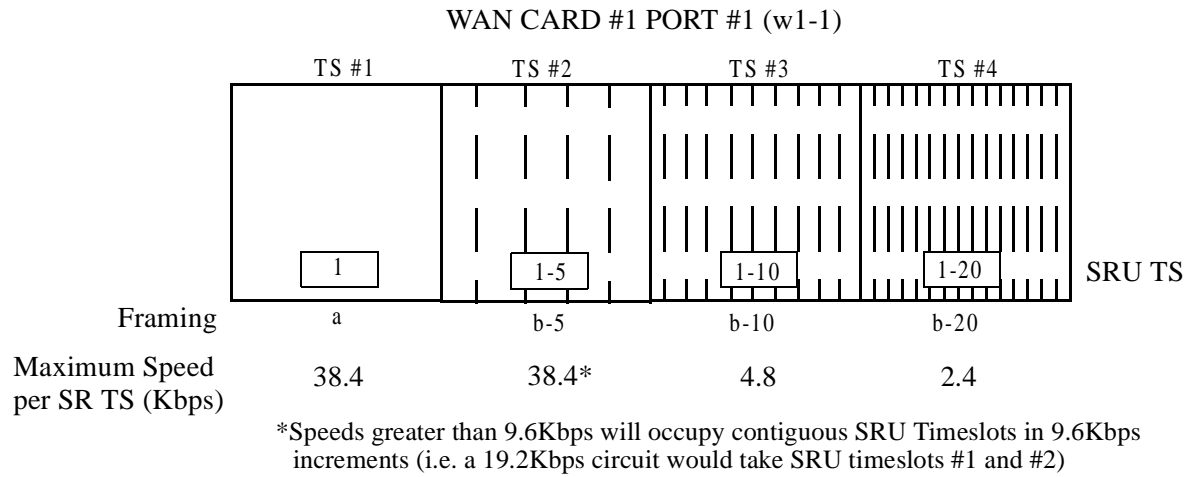 WAN CARD #1 PORT #1 (w1-1)
TS #1 TS #2 TS #3 TS #4
1 1-5 1-10 1-20 SRU TS
Framing a b-5 b-10 b-20
Maximum Speed
per SR TS (Kbps) 38.4 38.4* 4.8 2.4
*Speeds greater than 9.6Kbps will occupy contiguous SRU Timeslots in 9.6Kbps
increments (i.e. a 19.2Kbps circuit would take SRU timeslots #1 and #2)